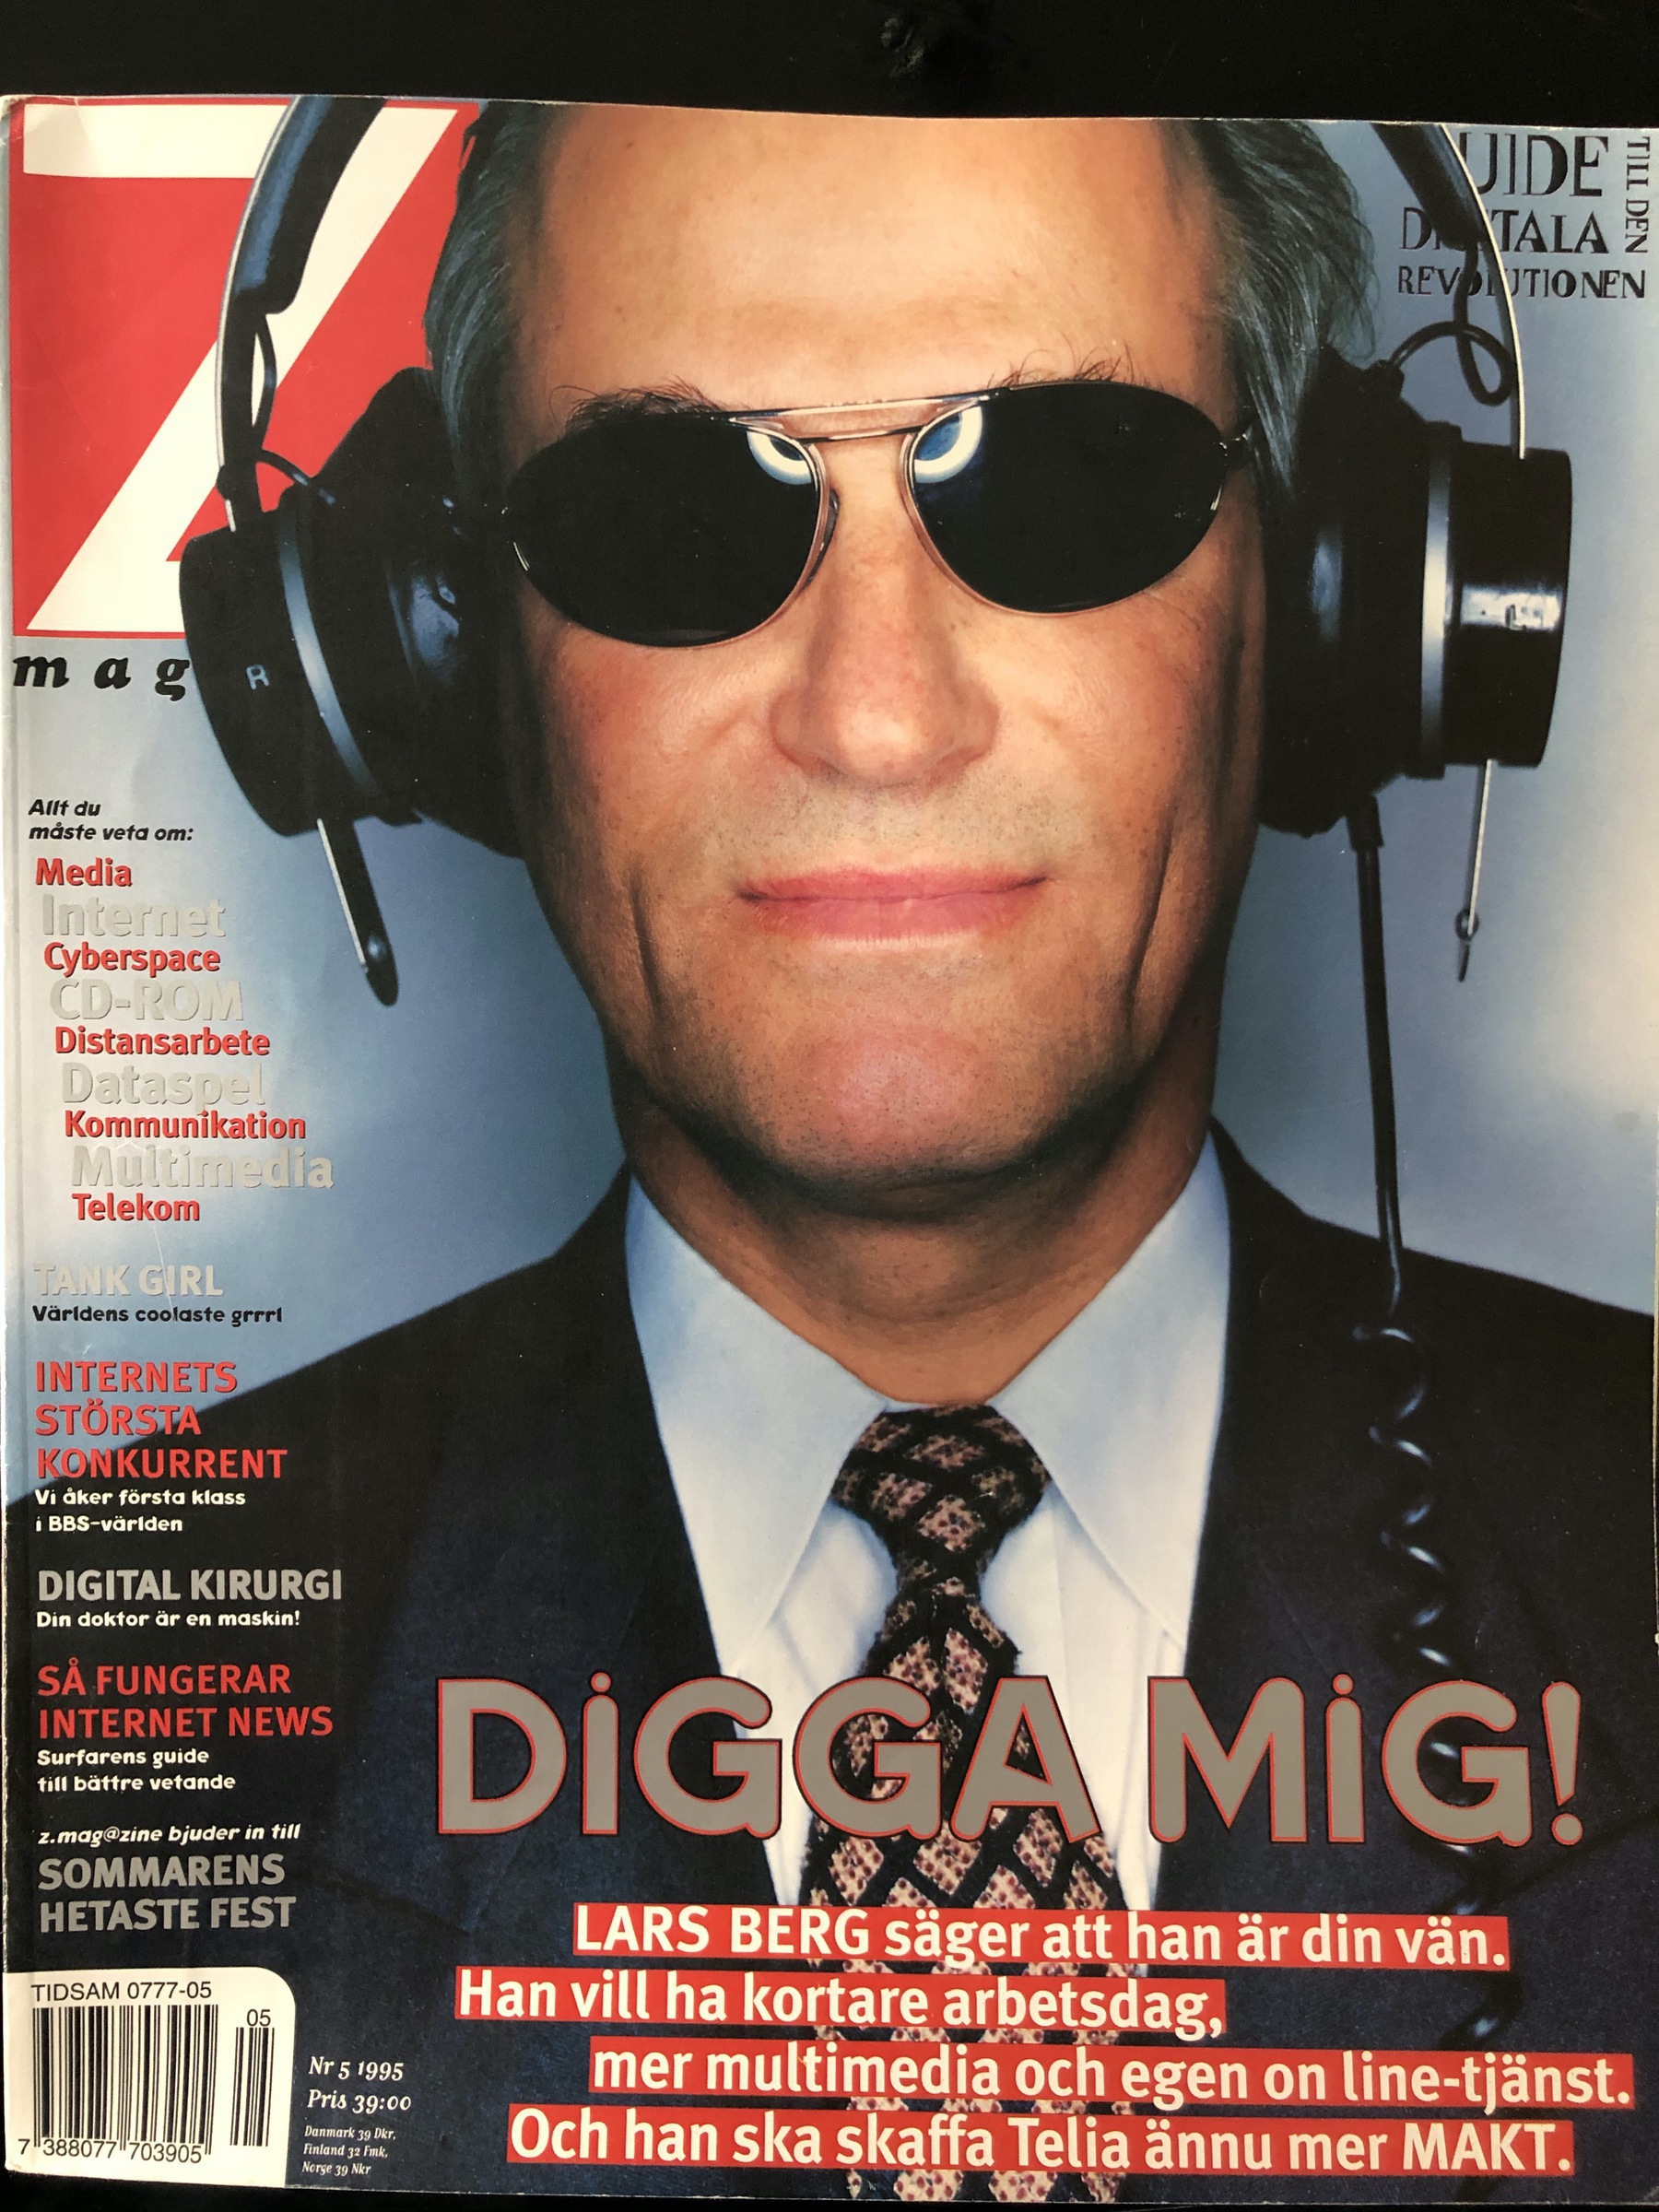 Z
mag
UIDE
TILL DEN
TALA
REVOLUTIONEN
R
Allt du
måste veta om:
Media
Internet
Cyberspace
CD-ROM
Distansarbete
Dataspel
Kommunikation
Multimedia
Telekom
TANK GIRL
Världens coolaste grrrl
INTERNETS
STÖRSTA
KONKURRENT
Vi åker första klass
i BBS-världen
DIGITAL KIRURGI
Din doktor är en maskin!
SÅ FUNGERAR
INTERNET NEWS
Surfarens guide
till bättre vetande
z.mag@zine bjuder in till
SOMMARENS
HETASTE FEST
DiGGA MiG!
LARS BERG säger att han är din vän.
Han vill ha kortare arbetsdag,
mer multimedia och egen on line-tjänst.
Och han ska skaffa Telia ännu mer MAKT.
TIDSAM 0777-05
05
7 388077 703905
Nr 5 1995
Pris 39:00
Danmark 39 Dkr,
Finland 32 Fmk,
Norge 39 Nkr